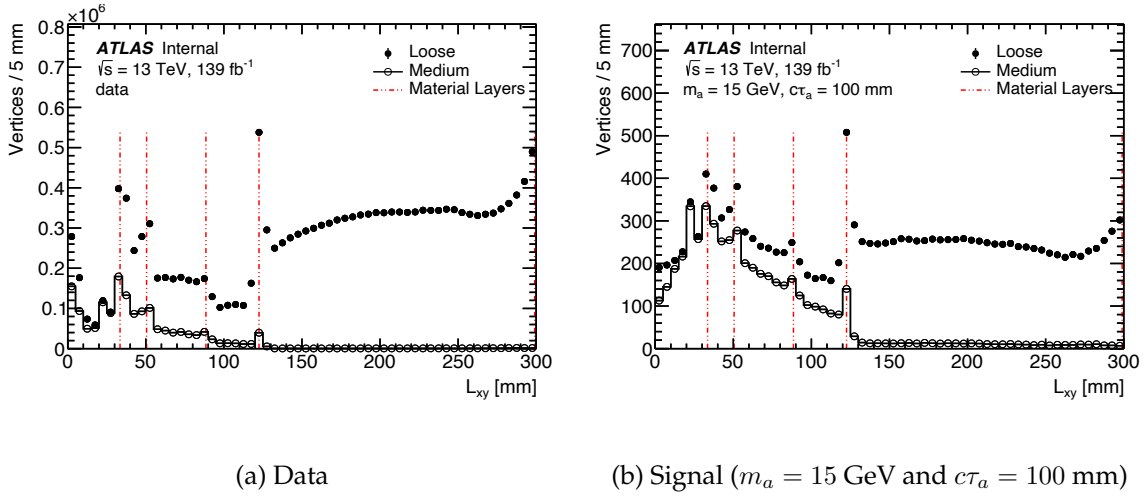 ×10⁶
ATLAS Internal
√s = 13 TeV, 139 fb⁻¹
data
Loose
Medium
Material Layers
Vertices / 5 mm
0.8
0.7
0.6
0.5
0.4
0.3
0.2
0.1
0
0 50 100 150 200 250 300
Lxy [mm]
(a) Data
ATLAS Internal
√s = 13 TeV, 139 fb⁻¹
mₐ = 15 GeV, cτₐ = 100 mm
Loose
Medium
Material Layers
Vertices / 5 mm
700
600
500
400
300
200
100
0
0 50 100 150 200 250 300
Lxy [mm]
(b) Signal (mₐ = 15 GeV and cτₐ = 100 mm)